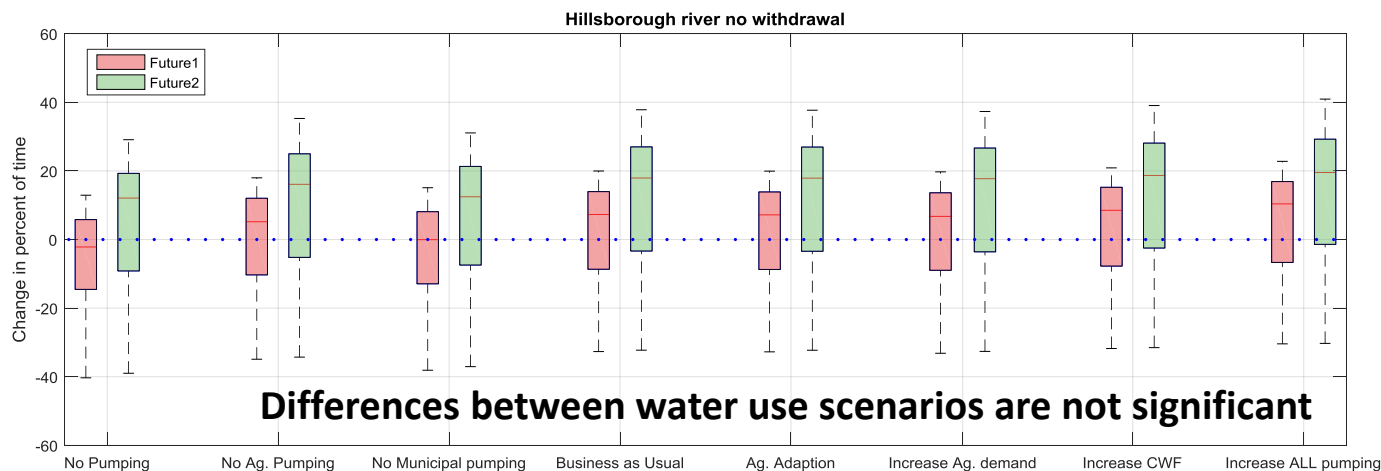 Hillsborough river no withdrawal
60
Future1
Future2
40
20
0
-20
-40
-60
Change in percent of time
Differences between water use scenarios are not significant
No Pumping No Ag. Pumping No Municipal pumping Business as Usual Ag. Adaption Increase Ag. demand Increase CWF Increase ALL pumping